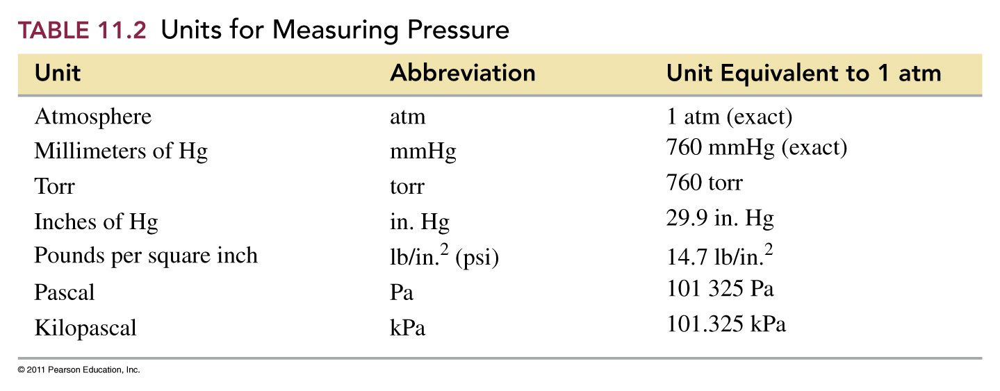 TABLE 11.2 Units for Measuring Pressure
Unit Abbreviation Unit Equivalent to 1 atm
Atmosphere atm 1 atm (exact)
Millimeters of Hg mmHg 760 mmHg (exact)
Torr torr 760 torr
Inches of Hg in. Hg 29.9 in. Hg
Pounds per square inch lb/in.² (psi) 14.7 lb/in.²
Pascal Pa 101 325 Pa
Kilopascal kPa 101.325 kPa
© 2011 Pearson Education, Inc.